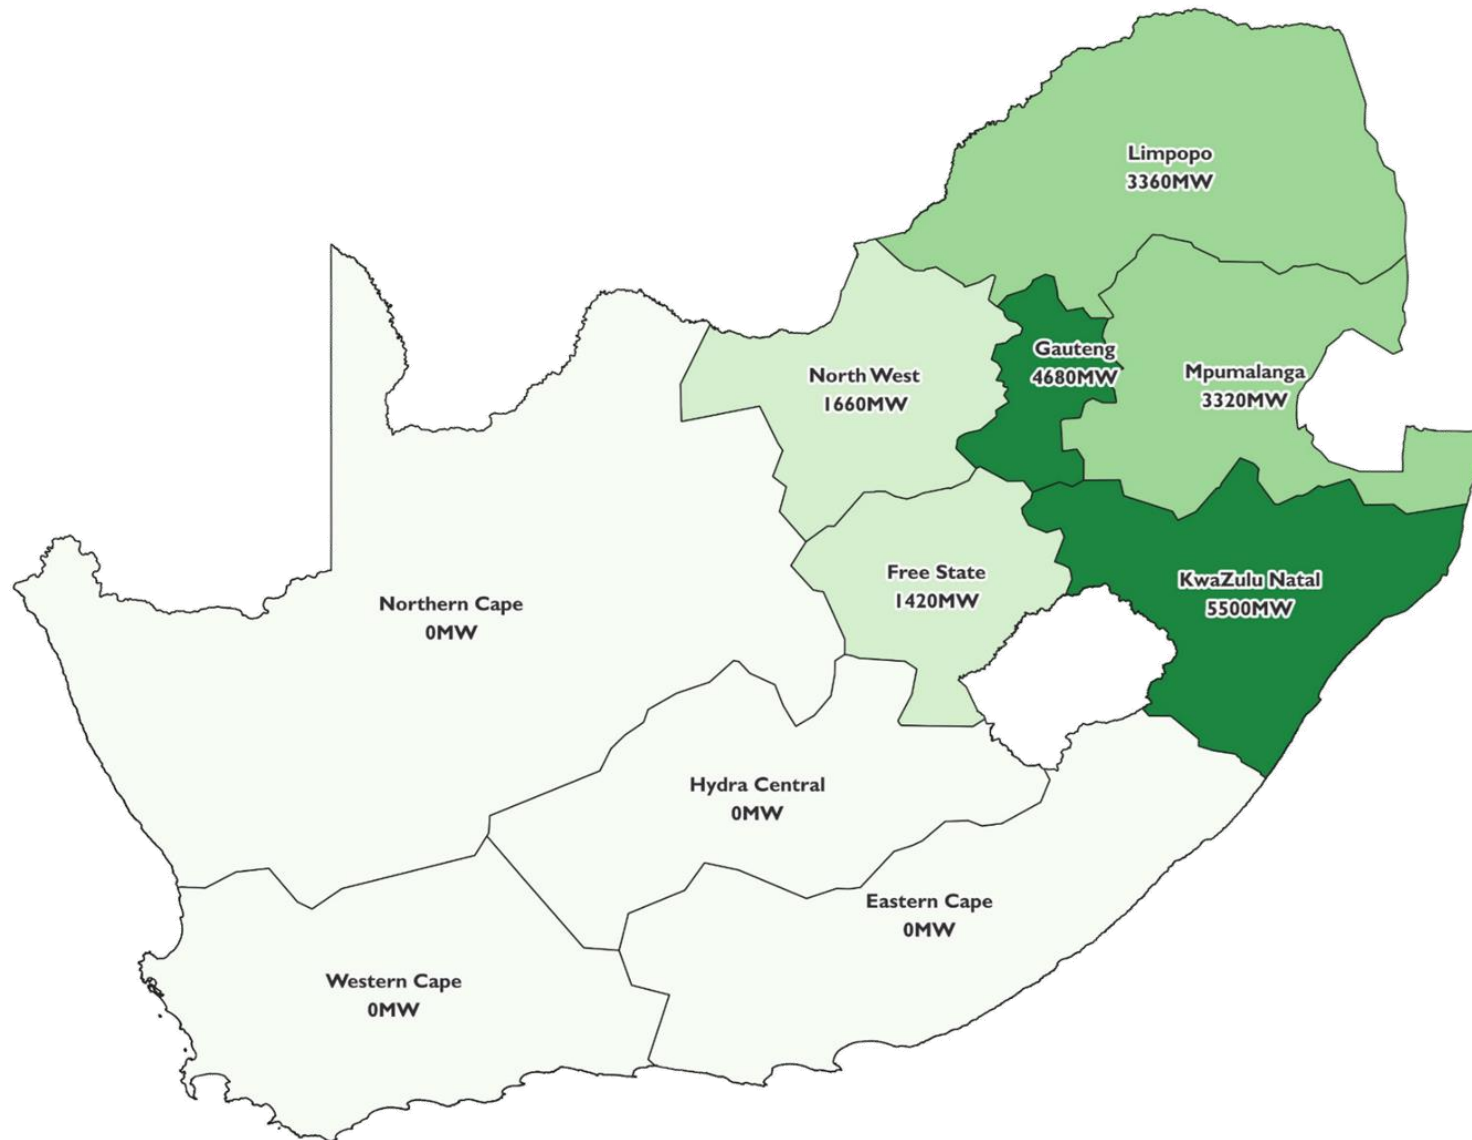 Limpopo
3360MW
Gauteng
4680MW
North West
1660MW
Mpumalanga
3320MW
Free State
1420MW
KwaZulu Natal
5500MW
Northern Cape
0MW
Hydra Central
0MW
Eastern Cape
0MW
Western Cape
0MW